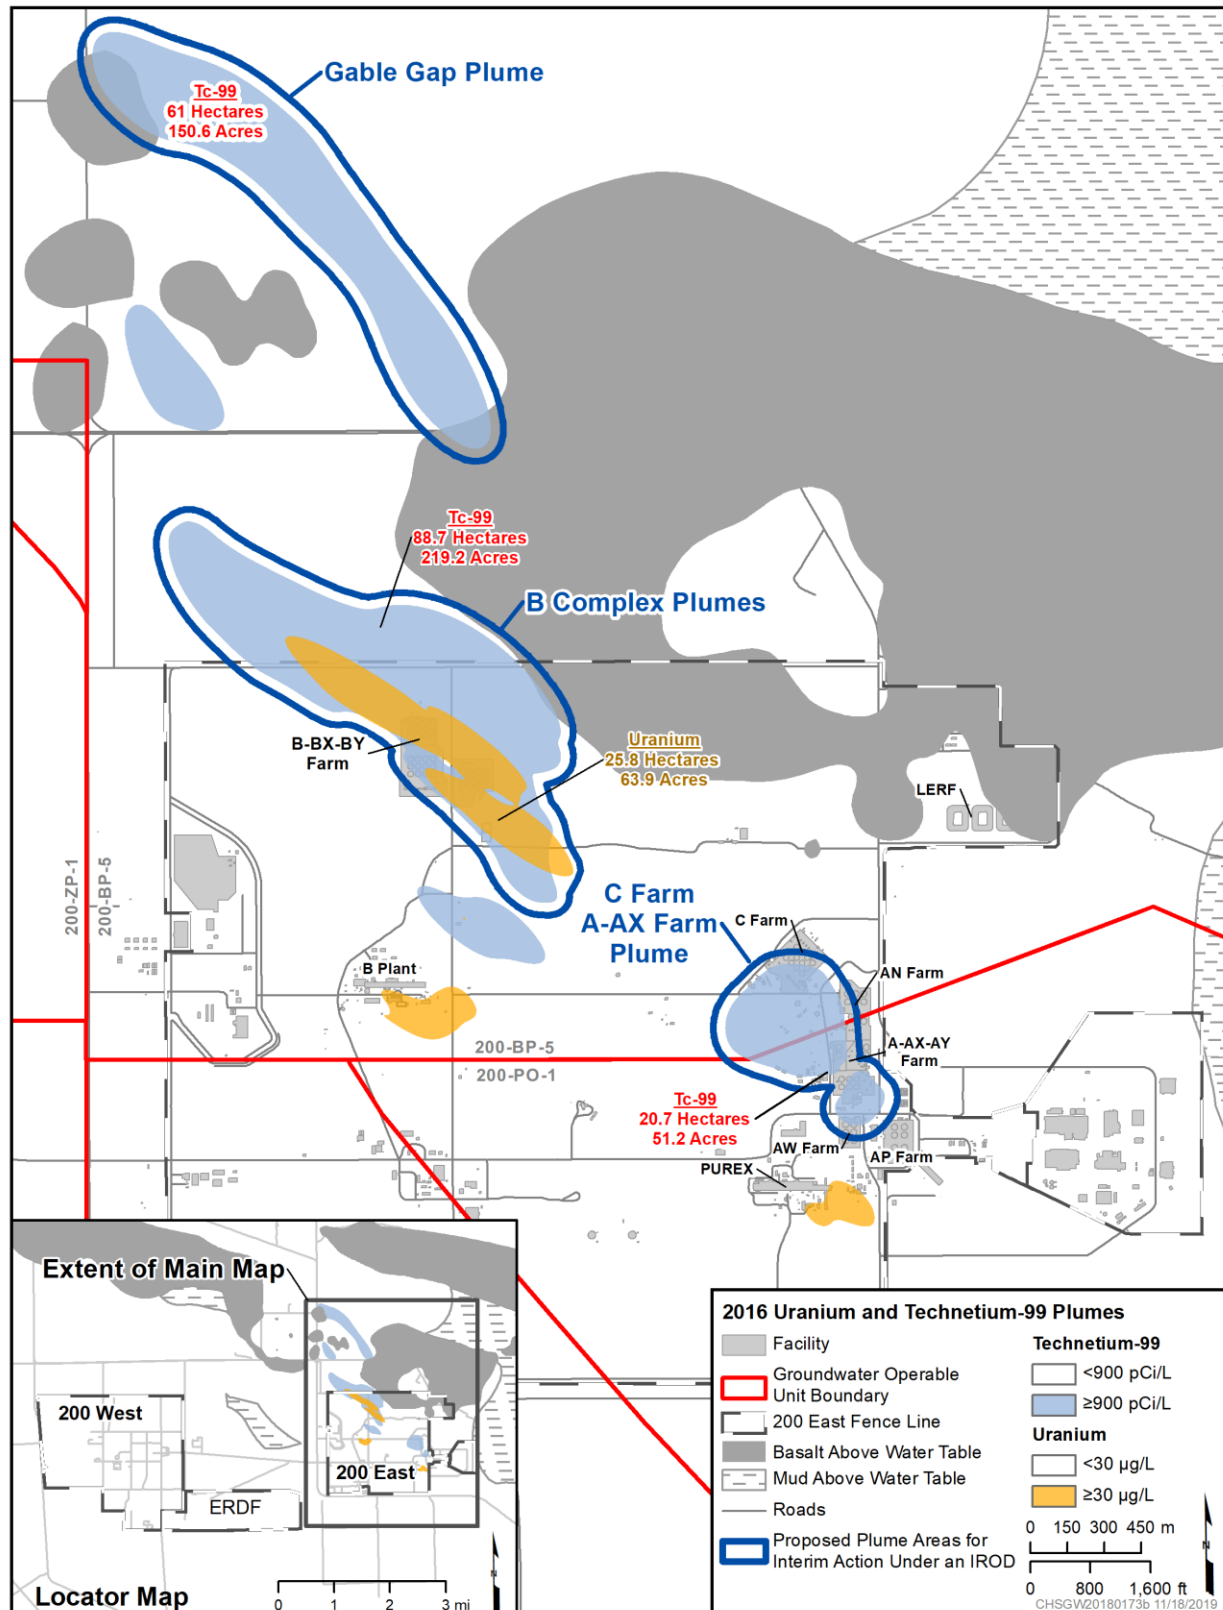 Gable Gap Plume
Tc-99
61 Hectares
150.6 Acres
Tc-99
88.7 Hectares
219.2 Acres
B Complex Plumes
B-BX-BY
Farm
Uranium
25.8 Hectares
63.9 Acres
LERF
200-ZP-1
200-BP-5
C Farm
A-AX Farm
Plume
C Farm
AN Farm
B Plant
A-AX-AY
Farm
200-BP-5
200-PO-1
Tc-99
20.7 Hectares
51.2 Acres
AW Farm
AP Farm
PUREX
Extent of Main Map
200 West
200 East
ERDF
N
Locator Map
0 1 2 3 mi
2016 Uranium and Technetium-99 Plumes
Facility
Groundwater Operable
Unit Boundary
200 East Fence Line
Basalt Above Water Table
Mud Above Water Table
Roads
Proposed Plume Areas for
Interim Action Under an IROD
Technetium-99
<900 pCi/L
≥900 pCi/L
Uranium
<30 µg/L
≥30 µg/L
0 150 300 450 m
0 800 1,600 ft
N
CHSGW20180173b 11/18/2019